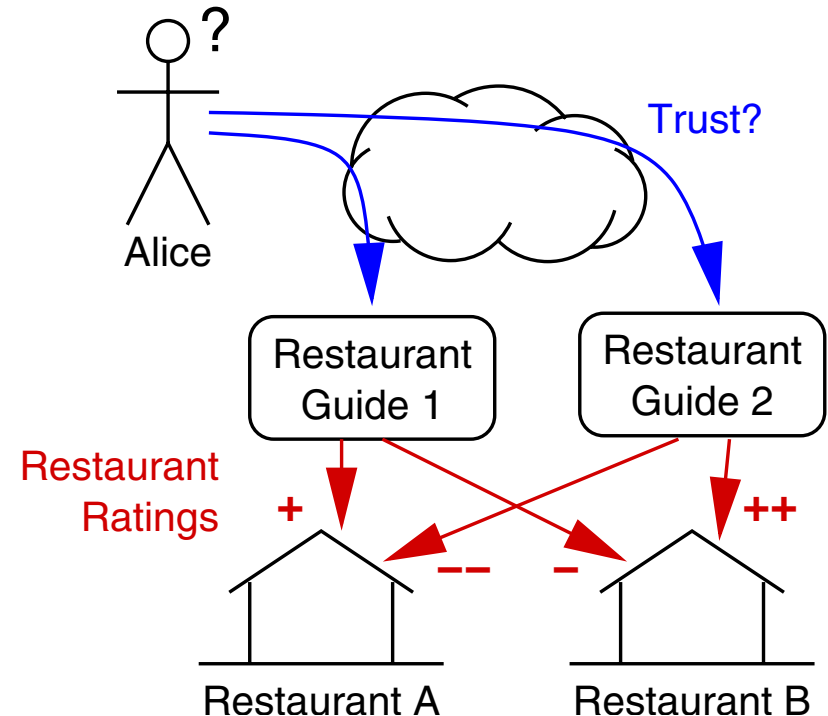 ?
Trust?
Alice
Restaurant
Guide 1
Restaurant
Guide 2
Restaurant
Ratings
+
++
--
-
Restaurant A
Restaurant B